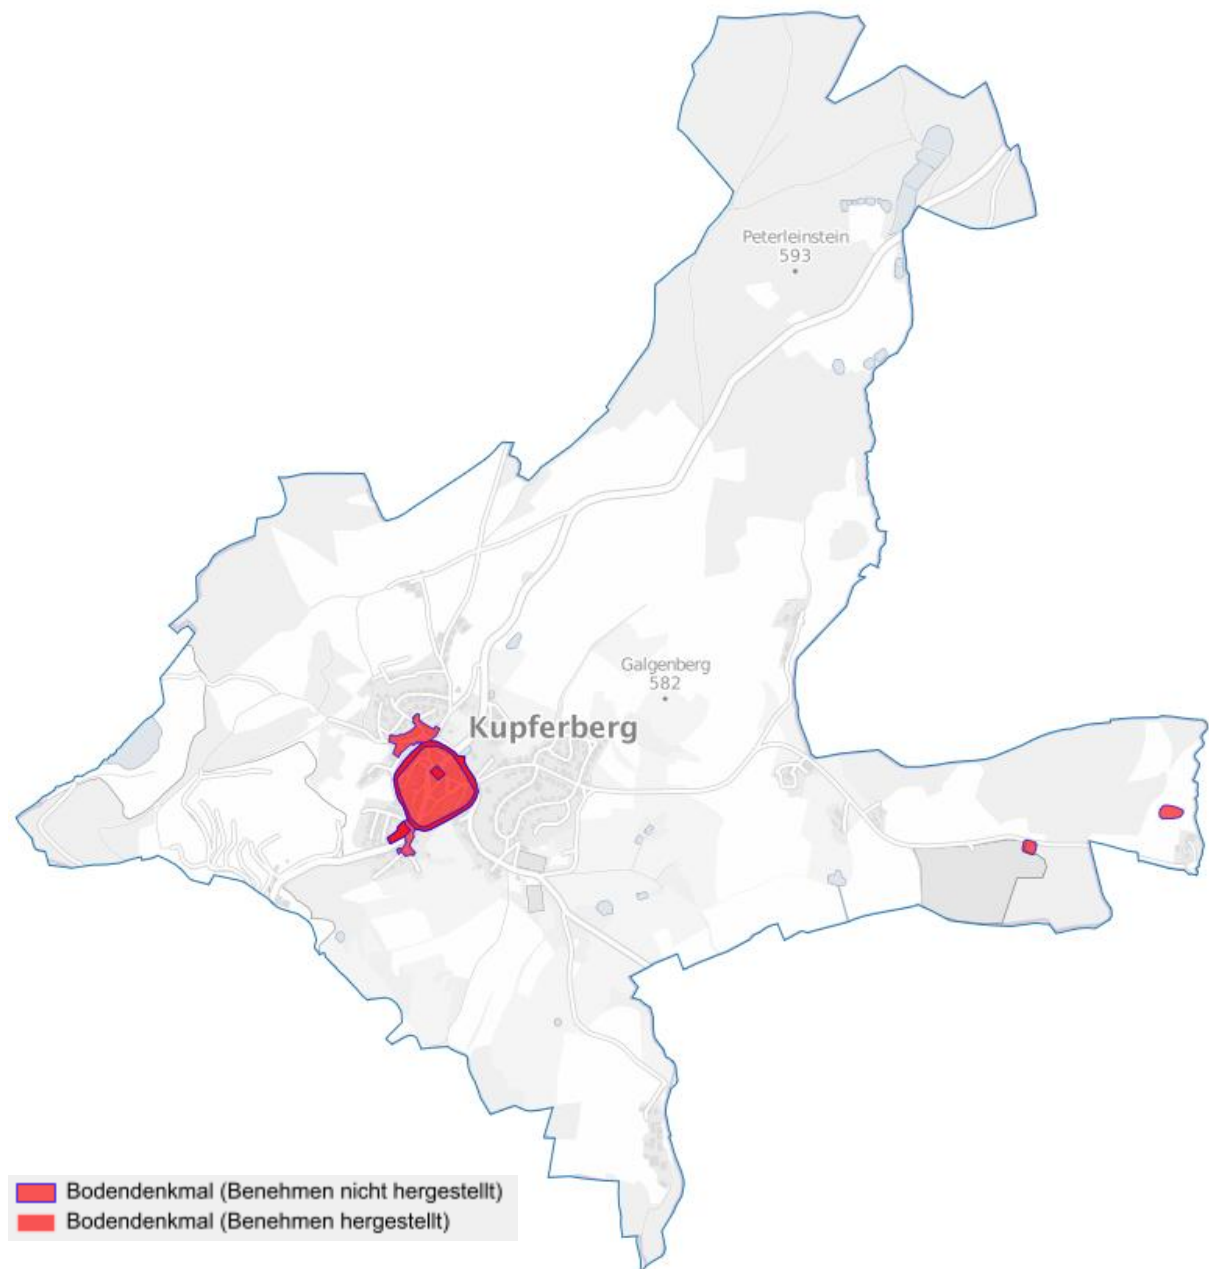 Peterleinstein
593
Galgenberg
582
Kupferberg
Bodendenkmal (Benehmen nicht hergestellt)
Bodendenkmal (Benehmen hergestellt)